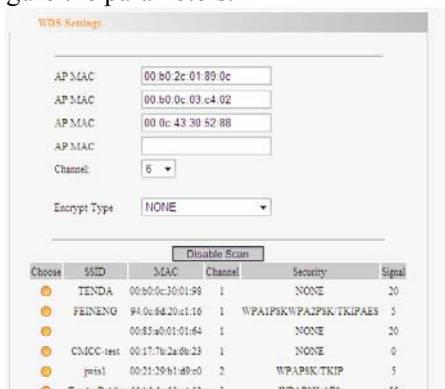 WDS Settings
AP MAC 00:b0:2c:01:89:0c
AP MAC 00:b0:0c:03:c4:02
AP MAC 00:0c:43:30:52:88
AP MAC
Channel: 6
Encrypt Type NONE
Disable Scan
Choose SSID MAC Channel Security Signal
TENDA 00:b0:0c:30:01:98 1 NONE 20
FEINENG 94:0c:6d:20:c1:16 1 WPA1PSKWPA2PSK/TKIPAES 5
00:85:a0:01:01:64 1 NONE 20
CMCC-test 00:17:7b:2a:6b:23 1 NONE 0
jwis1 00:21:29:b1:d9:c0 2 WPAPSK/TKIP 5